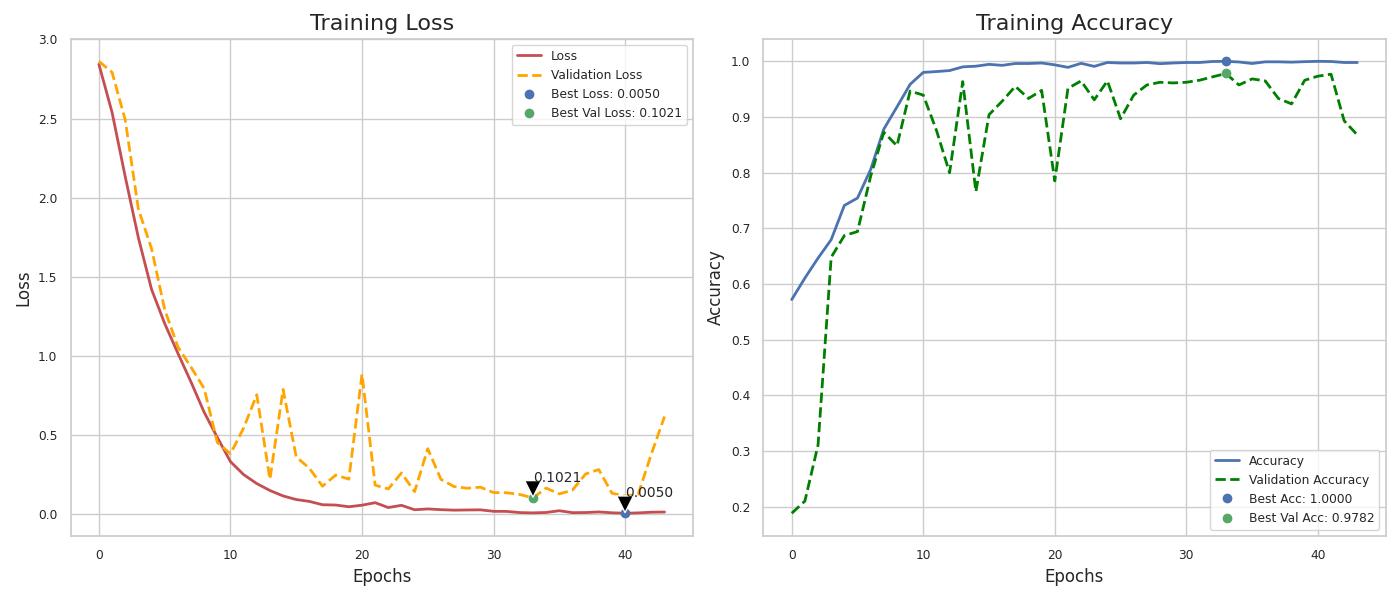 Training Loss
3.0
2.5
2.0
1.5
1.0
0.5
0.0
Loss
Loss
Validation Loss
Best Loss: 0.0050
Best Val Loss: 0.1021
0.1021
0.0050
0 10 20 30 40
Epochs
Training Accuracy
1.0
0.9
0.8
0.7
0.6
0.5
0.4
0.3
0.2
Accuracy
Accuracy
Validation Accuracy
Best Acc: 1.0000
Best Val Acc: 0.9782
0 10 20 30 40
Epochs